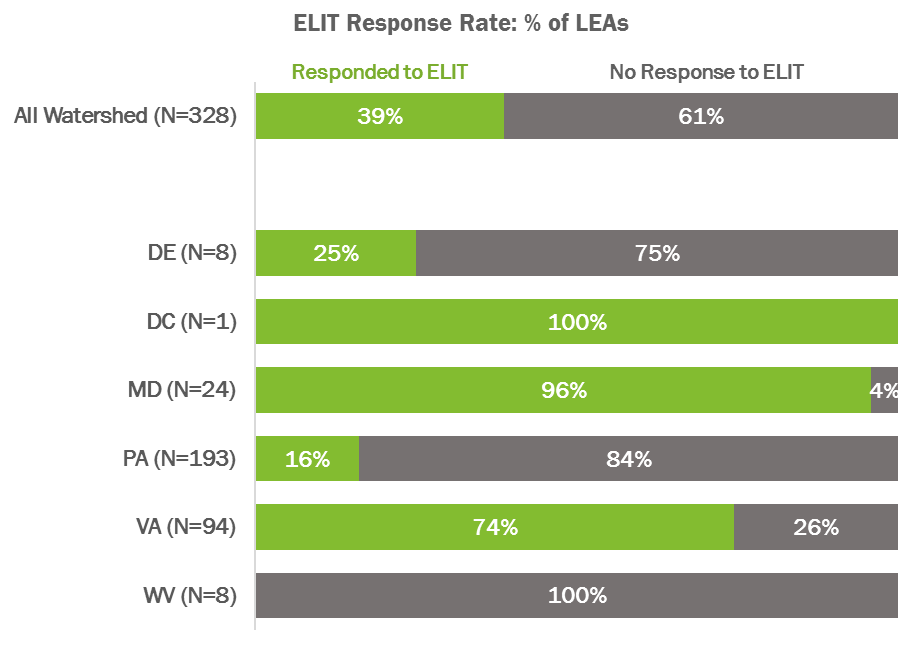 ELIT Response Rate: % of LEAs
Responded to ELIT No Response to ELIT
All Watershed (N=328) 39% 61%
DE (N=8) 25% 75%
DC (N=1) 100%
MD (N=24) 96% 4%
PA (N=193) 16% 84%
VA (N=94) 74% 26%
WV (N=8) 100%